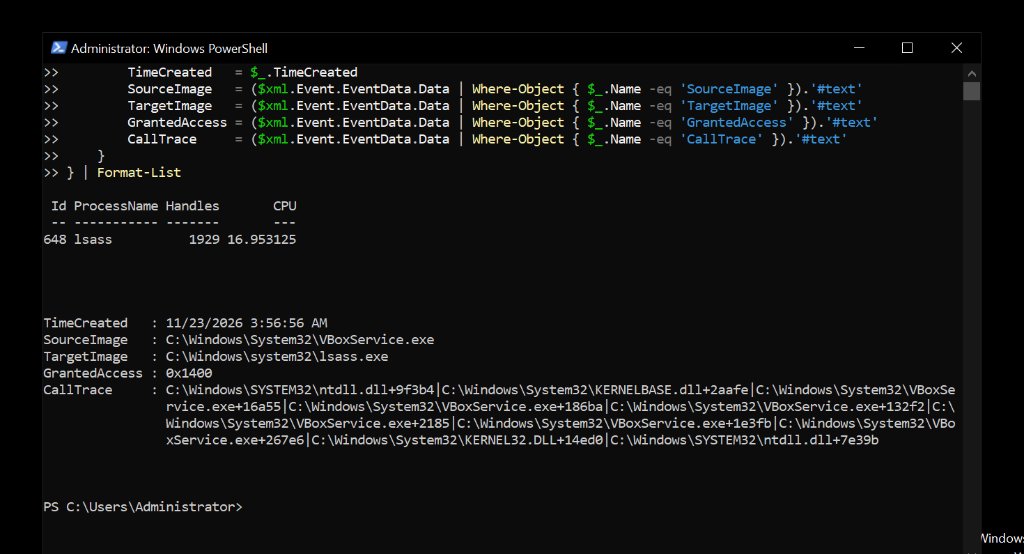 Administrator: Windows PowerShell
>>         TimeCreated   = $_.TimeCreated
>>         SourceImage   = ($xml.Event.EventData.Data | Where-Object { $_.Name -eq 'SourceImage' }).'#text'
>>         TargetImage   = ($xml.Event.EventData.Data | Where-Object { $_.Name -eq 'TargetImage' }).'#text'
>>         GrantedAccess = ($xml.Event.EventData.Data | Where-Object { $_.Name -eq 'GrantedAccess' }).'#text'
>>         CallTrace     = ($xml.Event.EventData.Data | Where-Object { $_.Name -eq 'CallTrace' }).'#text'
>>     }
>> } | Format-List
 Id ProcessName Handles       CPU
 -- ----------- -------       ---
648 lsass          1929 16.953125
TimeCreated   : 11/23/2026 3:56:56 AM
SourceImage   : C:\Windows\System32\VBoxService.exe
TargetImage   : C:\Windows\system32\lsass.exe
GrantedAccess : 0x1400
CallTrace     : C:\Windows\SYSTEM32\ntdll.dll+9f3b4|C:\Windows\System32\KERNELBASE.dll+2aafe|C:\Windows\System32\VBoxSe
                rvice.exe+16a55|C:\Windows\System32\VBoxService.exe+186ba|C:\Windows\System32\VBoxService.exe+132f2|C:\
                Windows\System32\VBoxService.exe+2185|C:\Windows\System32\VBoxService.exe+1e3fb|C:\Windows\System32\VBo
                xService.exe+267e6|C:\Windows\System32\KERNEL32.DLL+14ed0|C:\Windows\SYSTEM32\ntdll.dll+7e39b
PS C:\Users\Administrator>
Window